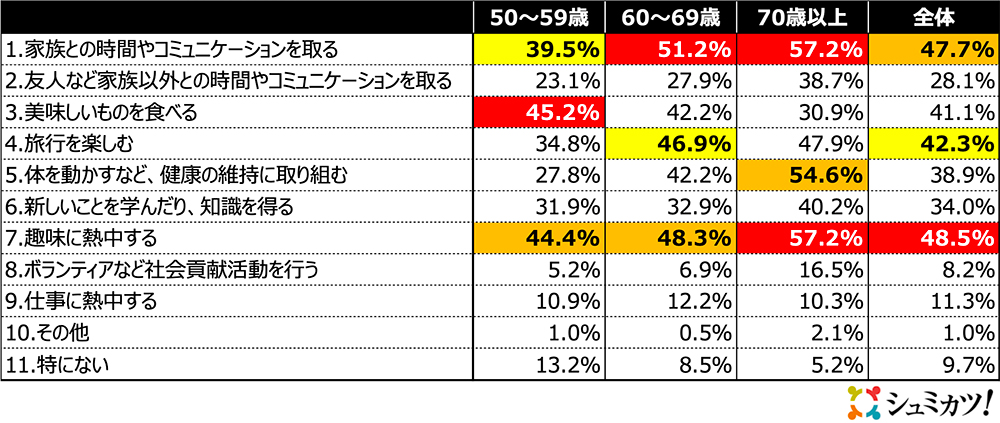 50～59歳 60～69歳 70歳以上 全体
1.家族との時間やコミュニケーションを取る 39.5% 51.2% 57.2% 47.7%
2.友人など家族以外との時間やコミュニケーションを取る 23.1% 27.9% 38.7% 28.1%
3.美味しいものを食べる 45.2% 42.2% 30.9% 41.1%
4.旅行を楽しむ 34.8% 46.9% 47.9% 42.3%
5.体を動かすなど、健康の維持に取り組む 27.8% 42.2% 54.6% 38.9%
6.新しいことを学んだり、知識を得る 31.9% 32.9% 40.2% 34.0%
7.趣味に熱中する 44.4% 48.3% 57.2% 48.5%
8.ボランティアなど社会貢献活動を行う 5.2% 6.9% 16.5% 8.2%
9.仕事に熱中する 10.9% 12.2% 10.3% 11.3%
10.その他 1.0% 0.5% 2.1% 1.0%
11.特にない 13.2% 8.5% 5.2% 9.7%
シュミカツ!